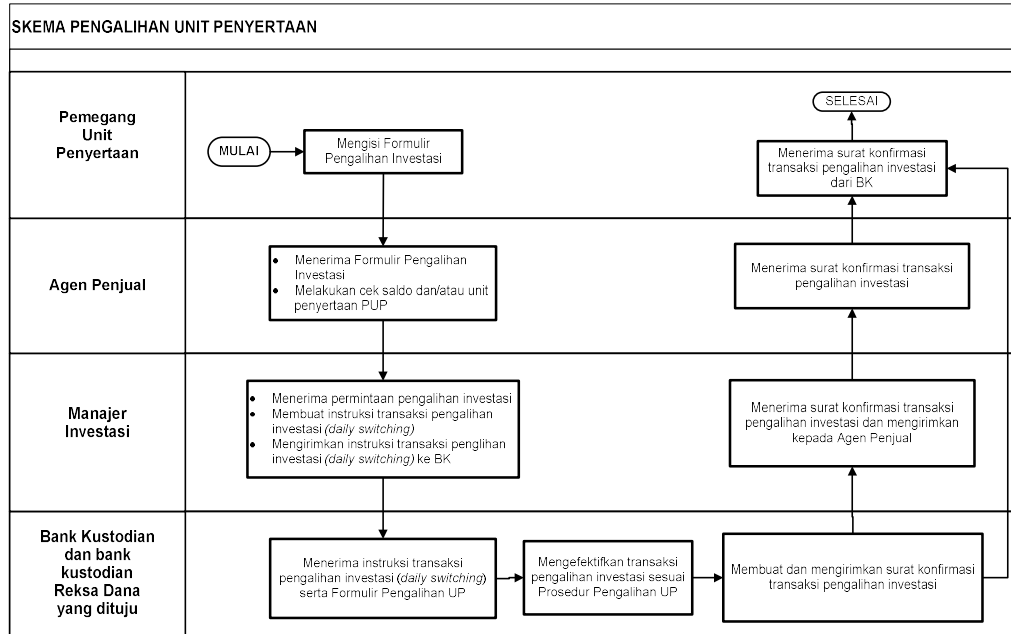 SKEMA PENGALIHAN UNIT PENYERTAAN
Pemegang
Unit
Penyertaan
MULAI
Mengisi Formulir
Pengalihan Investasi
SELESAI
Menerima surat konfirmasi
transaksi pengalihan investasi
dari BK
Agen Penjual
• Menerima Formulir Pengalihan
Investasi
• Melakukan cek saldo dan/atau unit
penyertaan PUP
Menerima surat konfirmasi transaksi
pengalihan investasi
Manajer
Investasi
• Menerima permintaan pengalihan investasi
• Membuat instruksi transaksi pengalihan
investasi (daily switching)
• Mengirimkan instruksi transaksi penglihan
investasi (daily switching) ke BK
Menerima surat konfirmasi transaksi
pengalihan investasi dan mengirimkan
kepada Agen Penjual
Bank Kustodian
dan bank
kustodian
Reksa Dana
yang dituju
Menerima instruksi transaksi
pengalihan investasi (daily switching)
serta Formulir Pengalihan UP
Mengefektifkan transaksi
pengalihan investasi sesuai
Prosedur Pengalihan UP
Membuat dan mengirimkan surat konfirmasi
transaksi pengalihan investasi